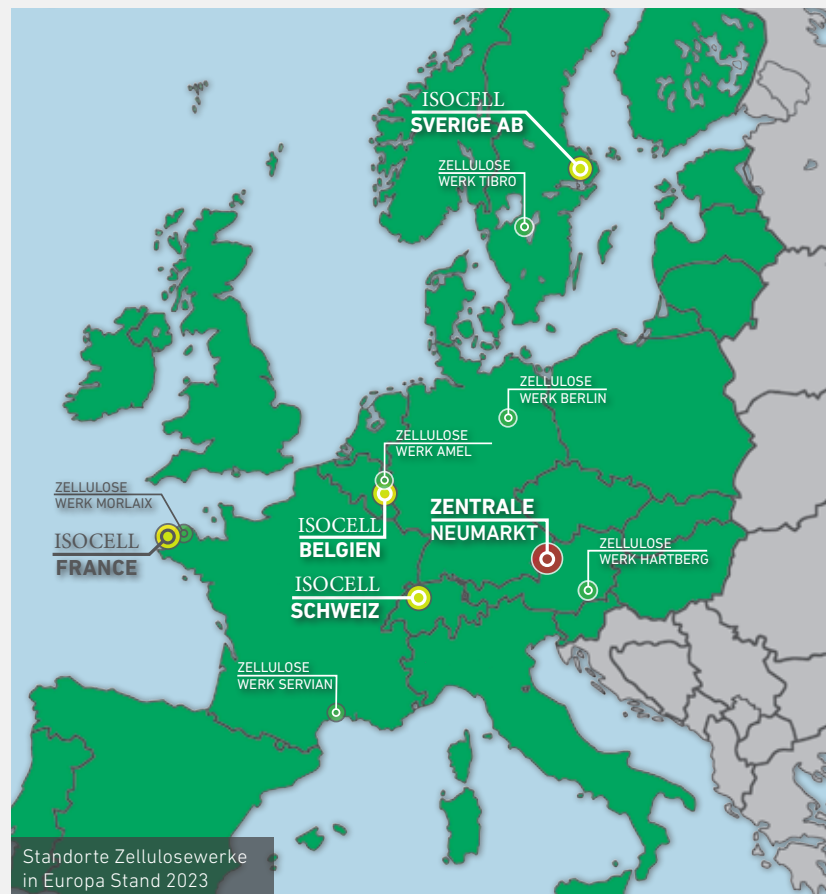 ISOCELL
SVERIGE AB
ZELLULOSE
WERK TIBRO
ZELLULOSE
WERK BERLIN
ZELLULOSE
WERK AMEL
ZELLULOSE
WERK MORLAIX
ISOCELL
FRANCE
ISOCELL
BELGIEN
ZENTRALE
NEUMARKT
ZELLULOSE
WERK HARTBERG
ISOCELL
SCHWEIZ
ZELLULOSE
WERK SERVIAN
Standorte Zellulosewerke
in Europa Stand 2023